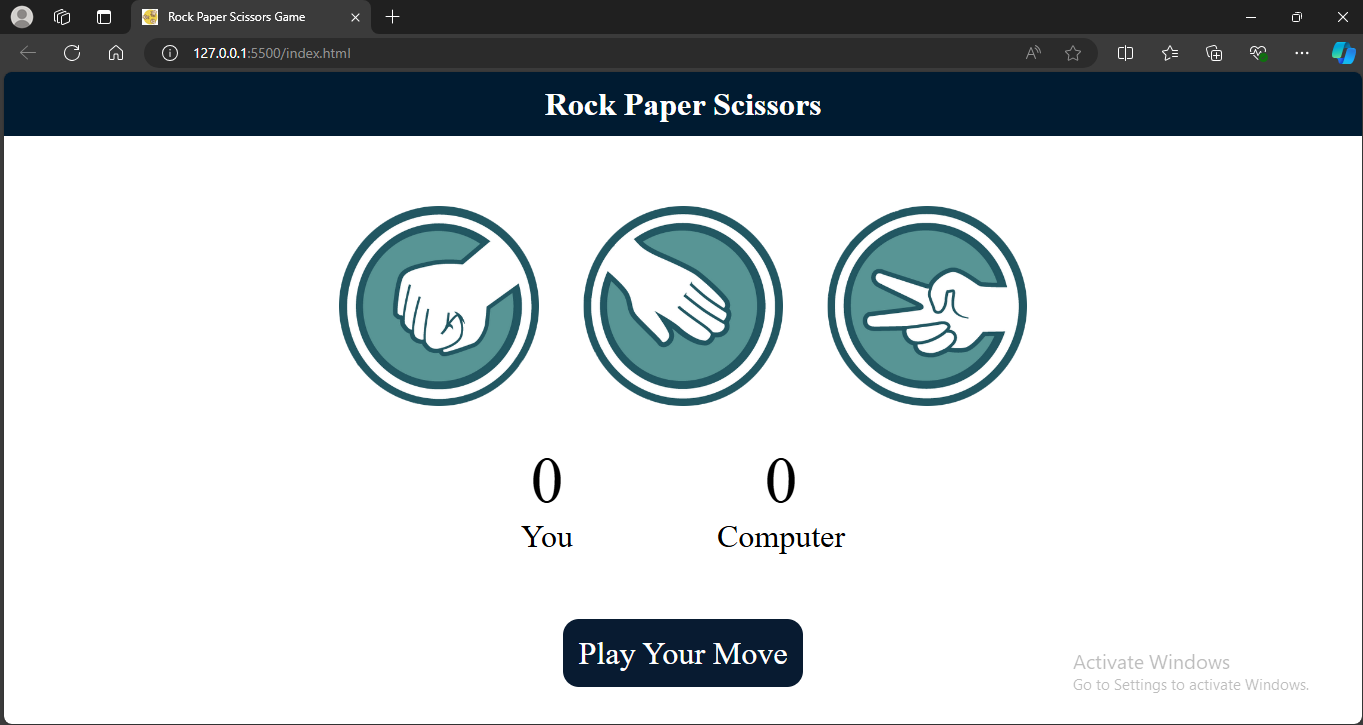 Rock Paper Scissors Game
127.0.0.1:5500/index.html
Rock Paper Scissors
0 0
You Computer
Play Your Move
Activate Windows
Go to Settings to activate Windows.